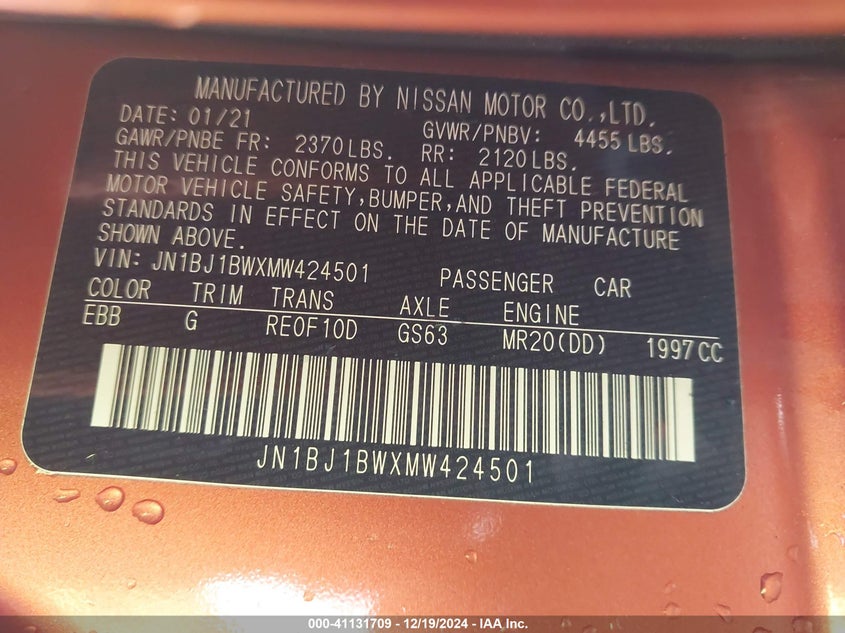 MANUFACTURED BY NISSAN MOTOR CO.,LTD.
DATE: 01/21 GVWR/PNBV: 4455 LBS.
GAWR/PNBE FR: 2370LBS. RR: 2120LBS.
THIS VEHICLE CONFORMS TO ALL APPLICABLE FEDERAL
MOTOR VEHICLE SAFETY,BUMPER,AND THEFT PREVENTION
STANDARDS IN EFFECT ON THE DATE OF MANUFACTURE
SHOWN ABOVE.
VIN: JN1BJ1BWXMW424501 PASSENGER CAR
COLOR TRIM TRANS AXLE ENGINE
EBB G RE0F10D GS63 MR20(DD) 1997CC
JN1BJ1BWXMW424501
000-41131709 - 12/19/2024 - IAA Inc.